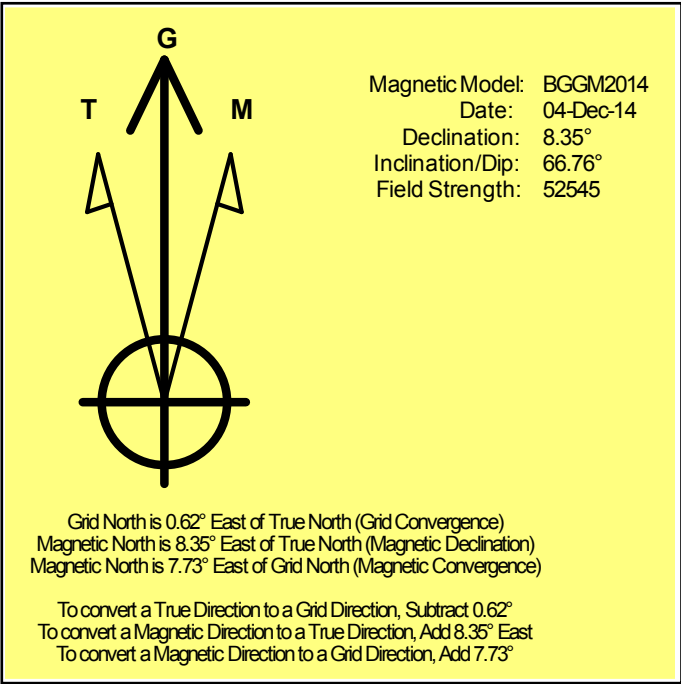 G
T M
Magnetic Model: BGGM2014
Date: 04-Dec-14
Declination: 8.35°
Inclination/Dip: 66.76°
Field Strength: 52545
Grid North is 0.62° East of True North (Grid Convergence)
Magnetic North is 8.35° East of True North (Magnetic Declination)
Magnetic North is 7.73° East of Grid North (Magnetic Convergence)
To convert a True Direction to a Grid Direction, Subtract 0.62°
To convert a Magnetic Direction to a True Direction, Add 8.35° East
To convert a Magnetic Direction to a Grid Direction, Add 7.73°